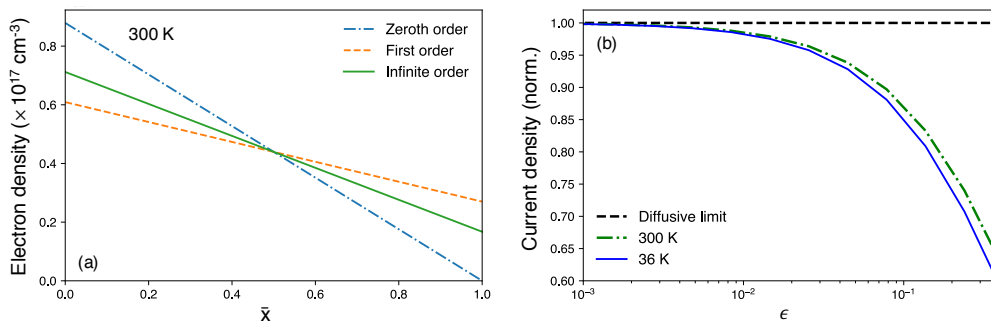 300 K
Zeroth order
First order
Infinite order
Electron density (× 10¹⁷ cm⁻³)
0.8
0.6
0.4
0.2
0.0
(a)
0.0 0.2 0.4 0.6 0.8 1.0
x̄
(b)
Current density (norm.)
1.00
0.95
0.90
0.85
0.80
0.75
0.70
0.65
0.60
Diffusive limit
300 K
36 K
10⁻³ 10⁻² 10⁻¹
ϵ